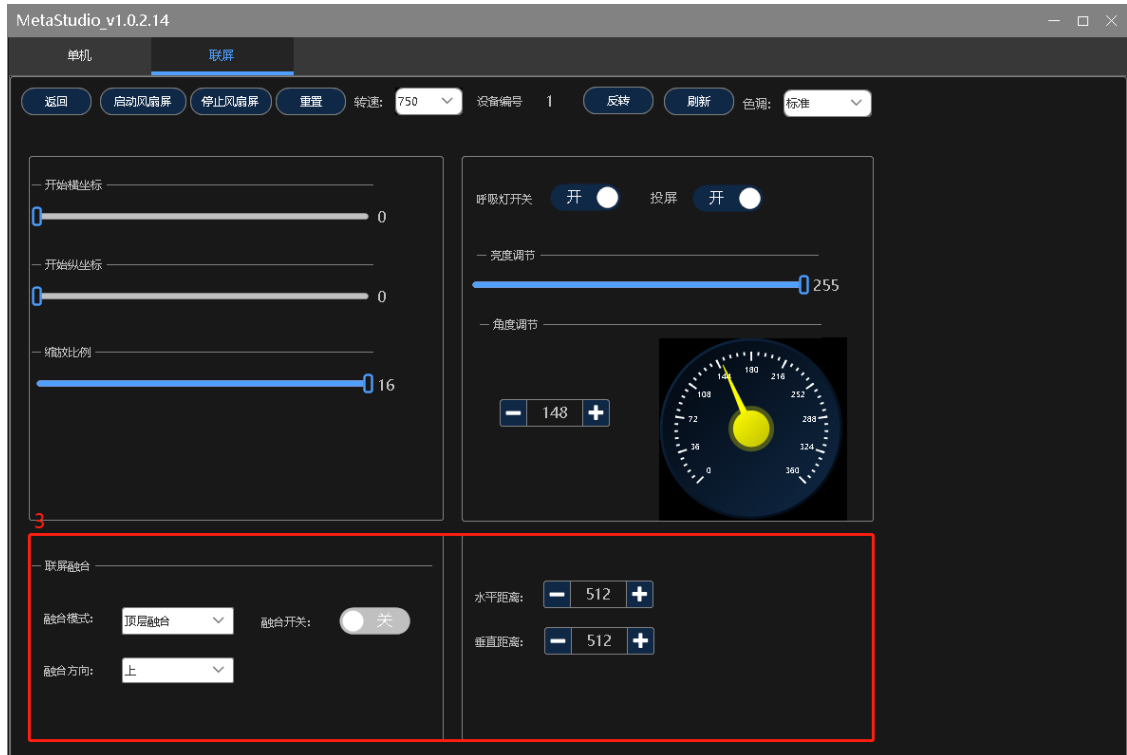 MetaStudio_v1.0.2.14
单机 联屏
返回 启动风扇屏 停止风扇屏 重置 转速: 750 设备编号 1 反转 刷新 色调: 标准
开始横坐标
0
开始纵坐标
0
缩放比例
16
呼吸灯开关 开 投屏 开
亮度调节
255
角度调节
148
0 36 72 108 144 180 216 252 288 324 360
3
联屏融合
融合模式: 顶层融合 融合开关: 关
融合方向: 上
水平距离: 512
垂直距离: 512